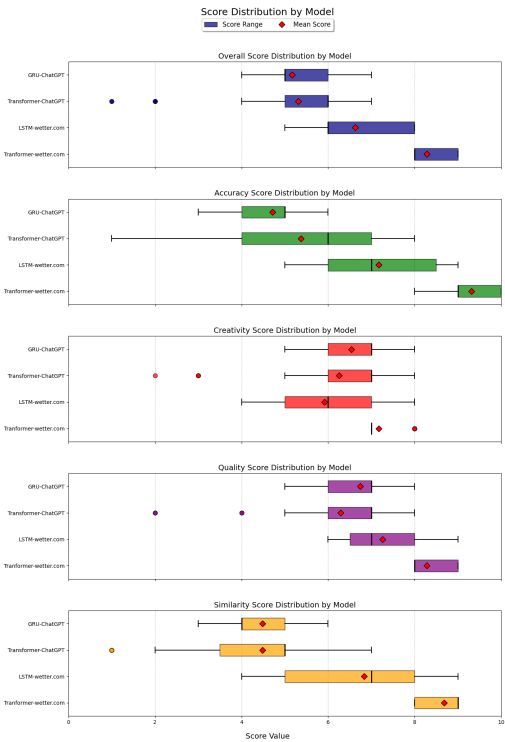 Score Distribution by Model
Score Range
Mean Score
Overall Score Distribution by Model
GRU-ChatGPT
Transformer-ChatGPT
LSTM-wetter.com
Tranformer-wetter.com
Accuracy Score Distribution by Model
GRU-ChatGPT
Transformer-ChatGPT
LSTM-wetter.com
Tranformer-wetter.com
Creativity Score Distribution by Model
GRU-ChatGPT
Transformer-ChatGPT
LSTM-wetter.com
Tranformer-wetter.com
Quality Score Distribution by Model
GRU-ChatGPT
Transformer-ChatGPT
LSTM-wetter.com
Tranformer-wetter.com
Similarity Score Distribution by Model
GRU-ChatGPT
Transformer-ChatGPT
LSTM-wetter.com
Tranformer-wetter.com
0 2 4 6 8 10
Score Value